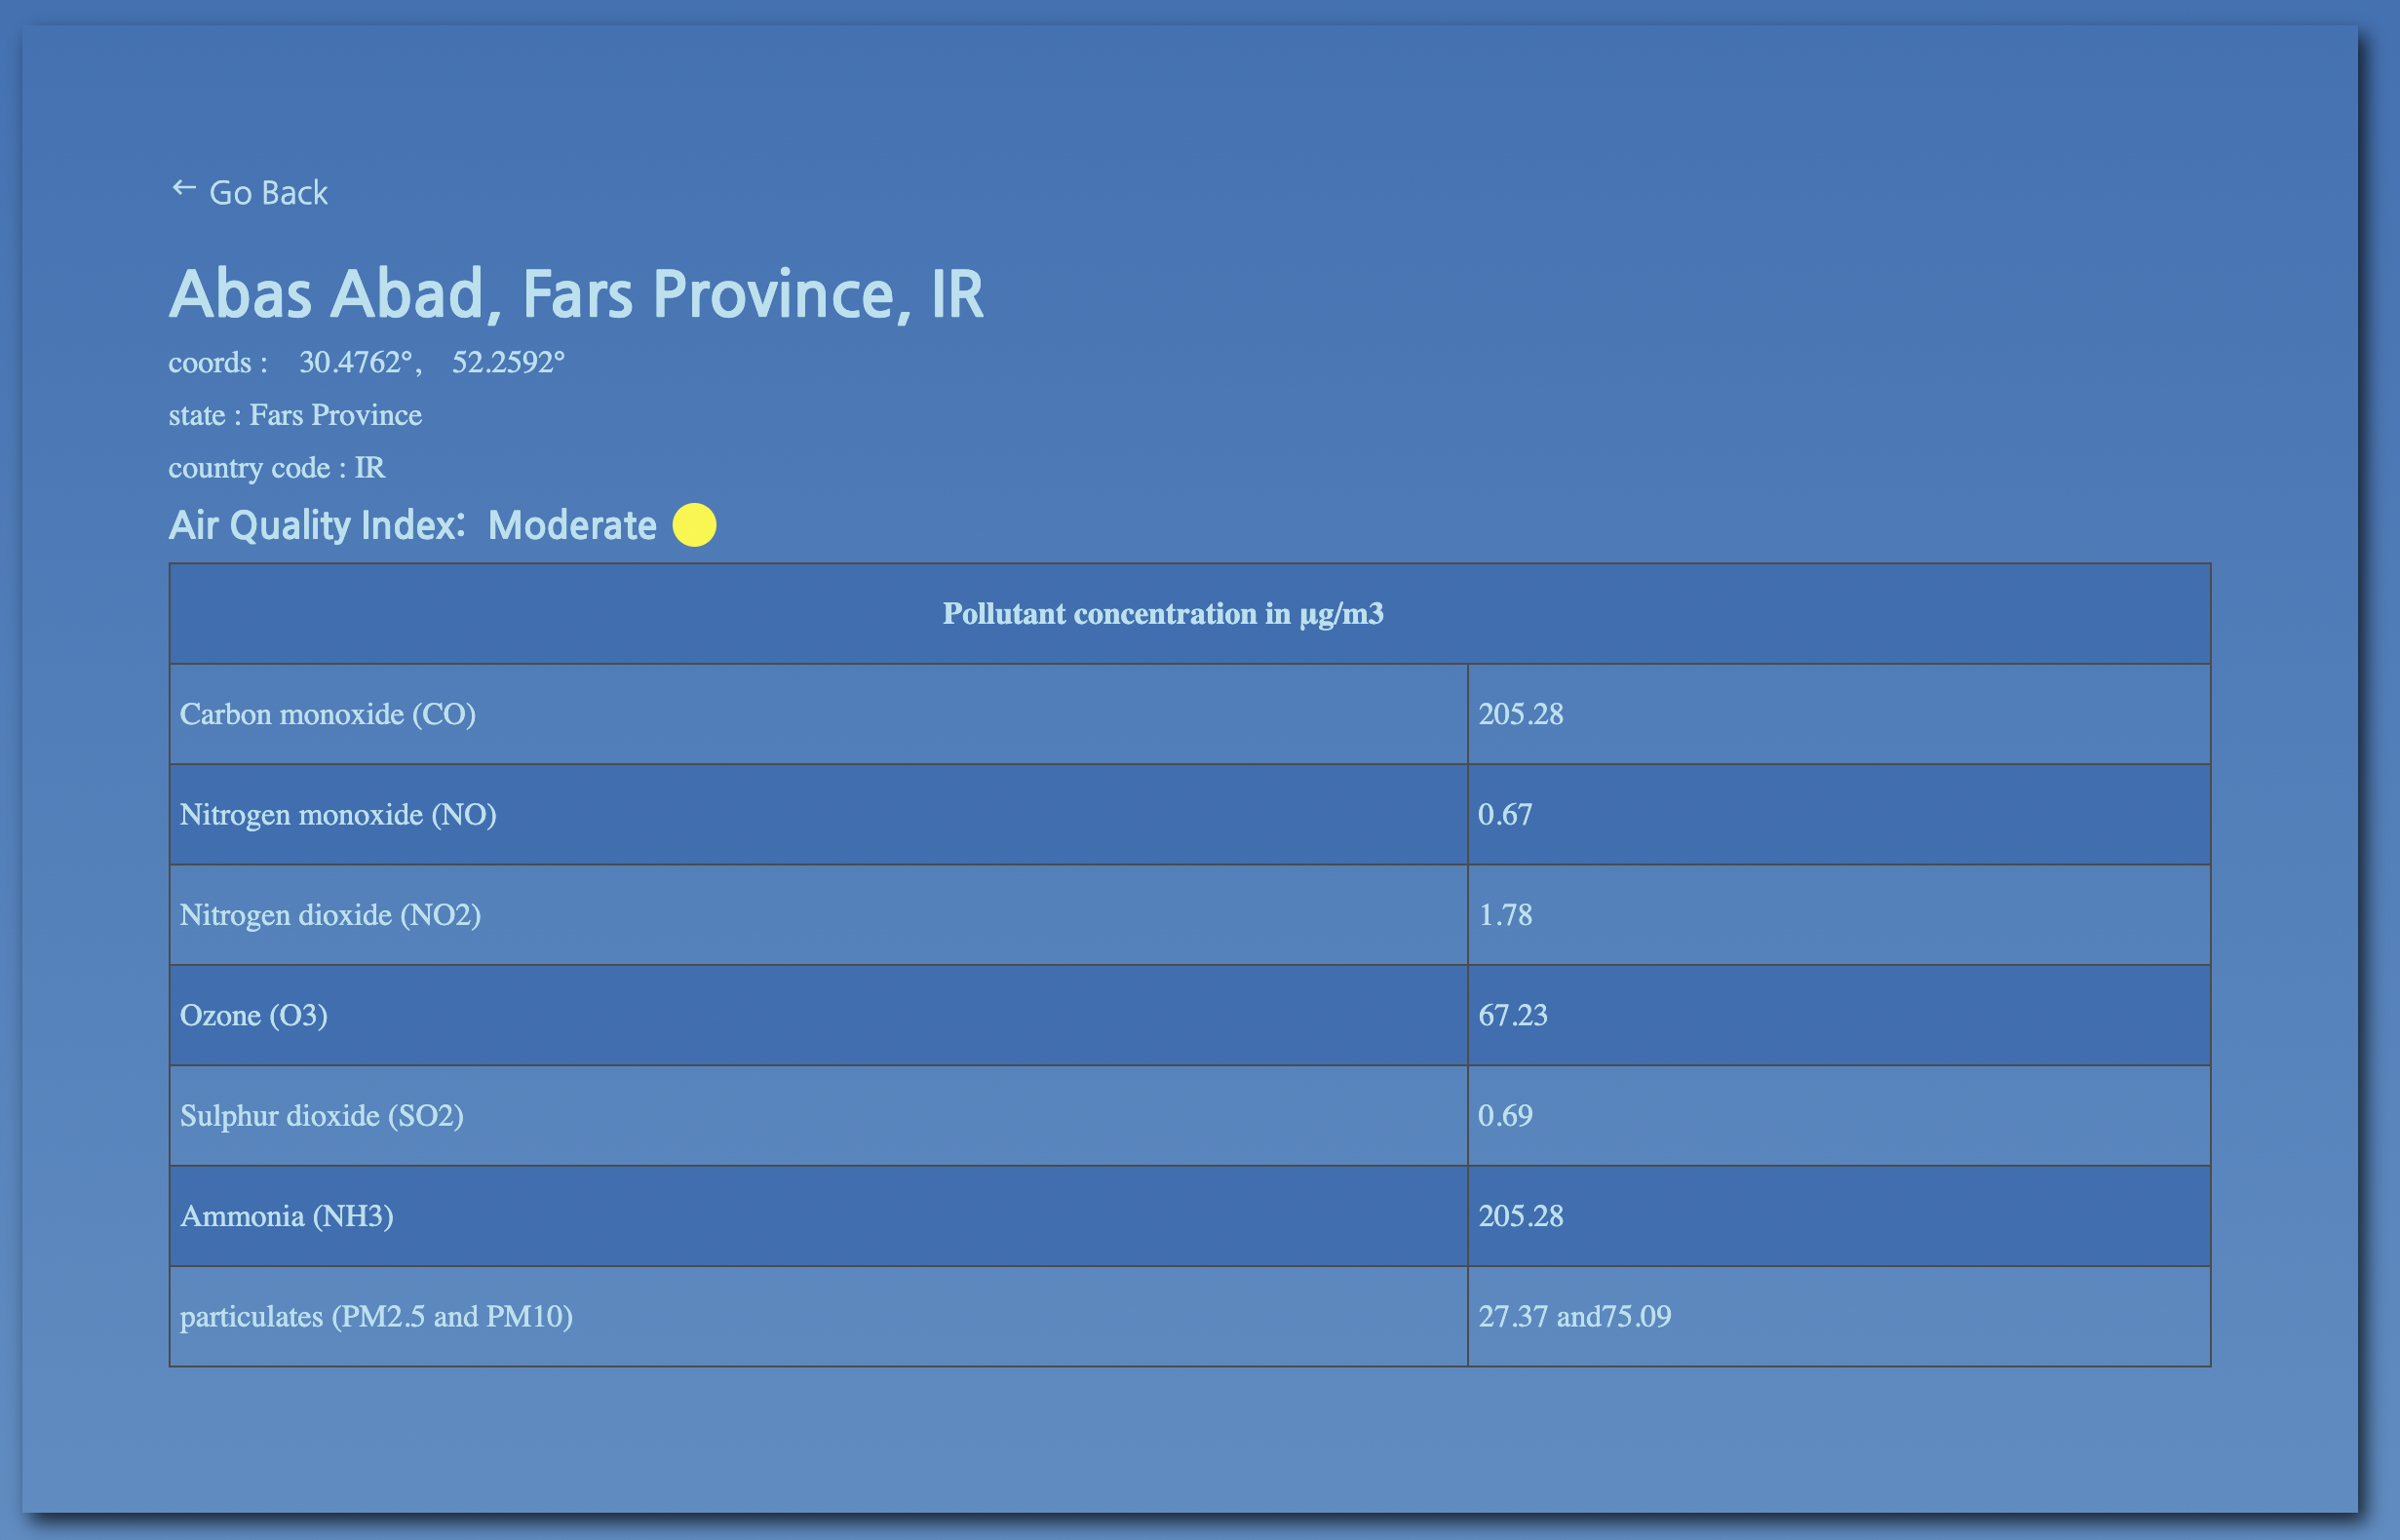 ← Go Back
Abas Abad, Fars Province, IR
coords : 30.4762°, 52.2592°
state : Fars Province
country code : IR
Air Quality Index: Moderate
Pollutant concentration in μg/m3
Carbon monoxide (CO) 205.28
Nitrogen monoxide (NO) 0.67
Nitrogen dioxide (NO2) 1.78
Ozone (O3) 67.23
Sulphur dioxide (SO2) 0.69
Ammonia (NH3) 205.28
particulates (PM2.5 and PM10) 27.37 and75.09